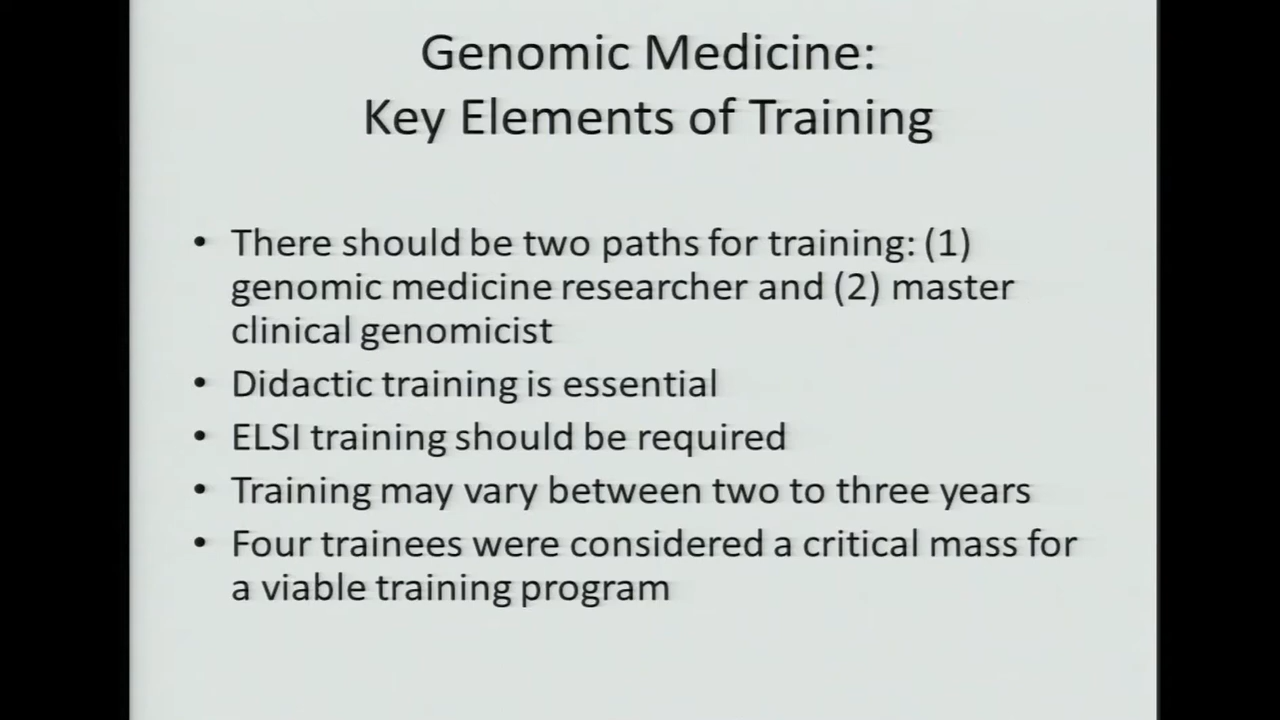 Genomic Medicine:
Key Elements of Training
• There should be two paths for training: (1)
genomic medicine researcher and (2) master
clinical genomicist
• Didactic training is essential
• ELSI training should be required
• Training may vary between two to three years
• Four trainees were considered a critical mass for
a viable training program